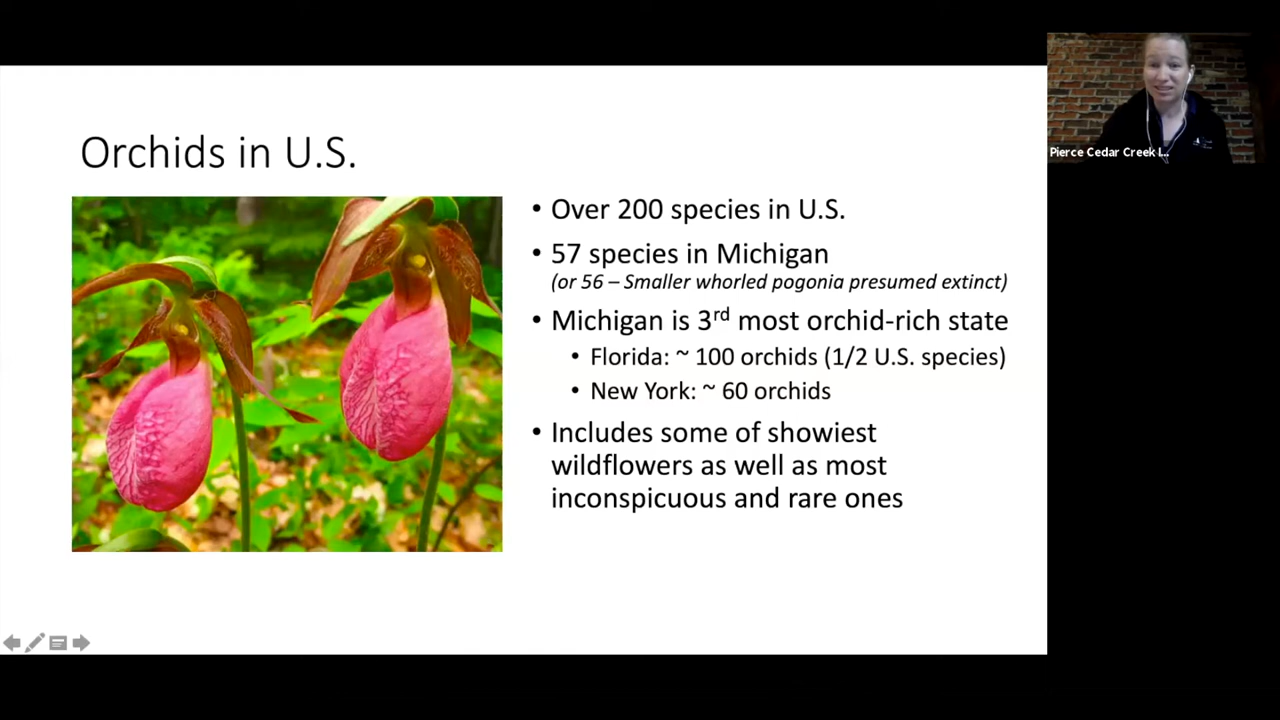 Orchids in U.S.
• Over 200 species in U.S.
• 57 species in Michigan
(or 56 – Smaller whorled pogonia presumed extinct)
• Michigan is 3rd most orchid-rich state
• Florida: ~ 100 orchids (1/2 U.S. species)
• New York: ~ 60 orchids
• Includes some of showiest
wildflowers as well as most
inconspicuous and rare ones
Pierce Cedar Creek I...